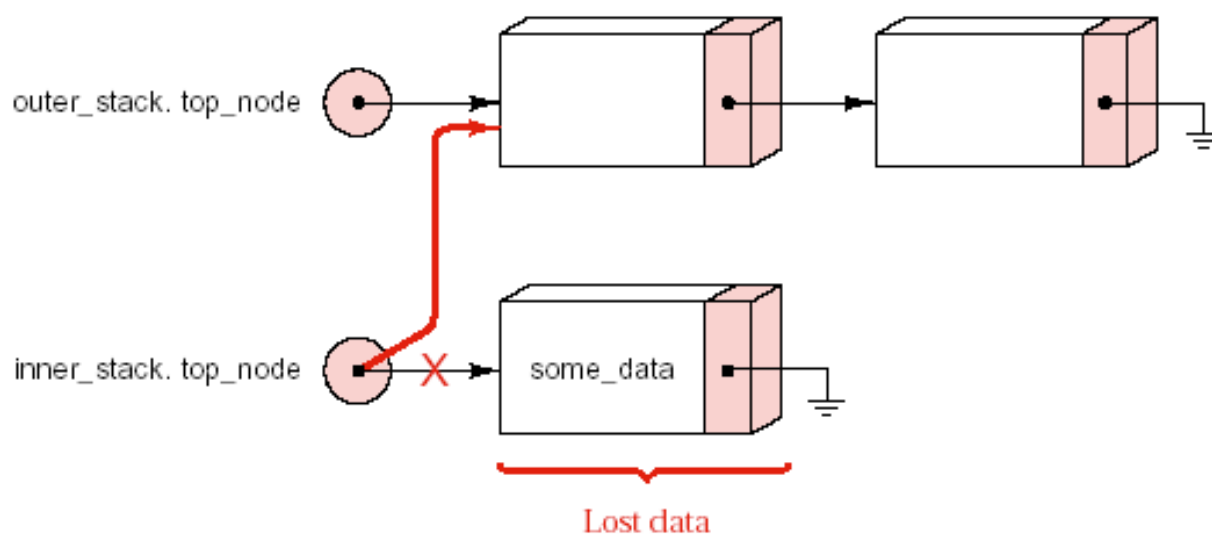 outer_stack. top_node
inner_stack. top_node
X
some_data
Lost data